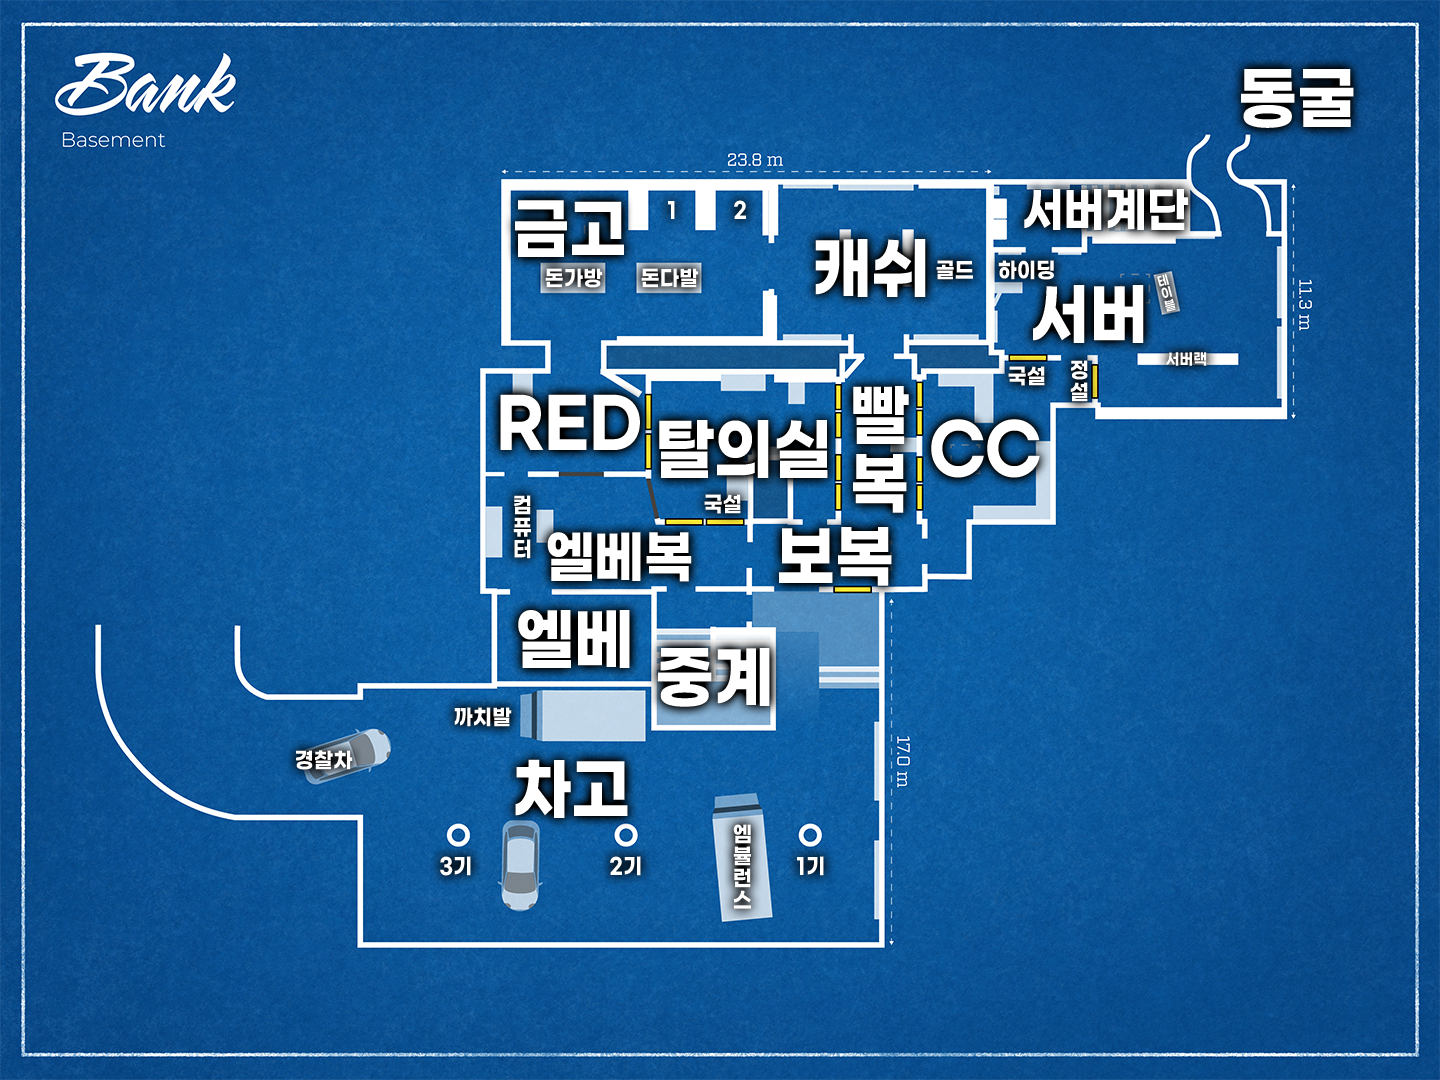 Bank
Basement
동굴
23.8 m
금고
1
2
돈가방
돈다발
캐쉬
골드
서버계단
하이딩
서버
테이블
11.3 m
서버랙
국설
정설
RED
탈의실
국설
빨복
CC
컴퓨터
엘베복
보복
엘베
중계
까치발
경찰차
차고
17.0 m
3기
2기
엠뷸런스
1기